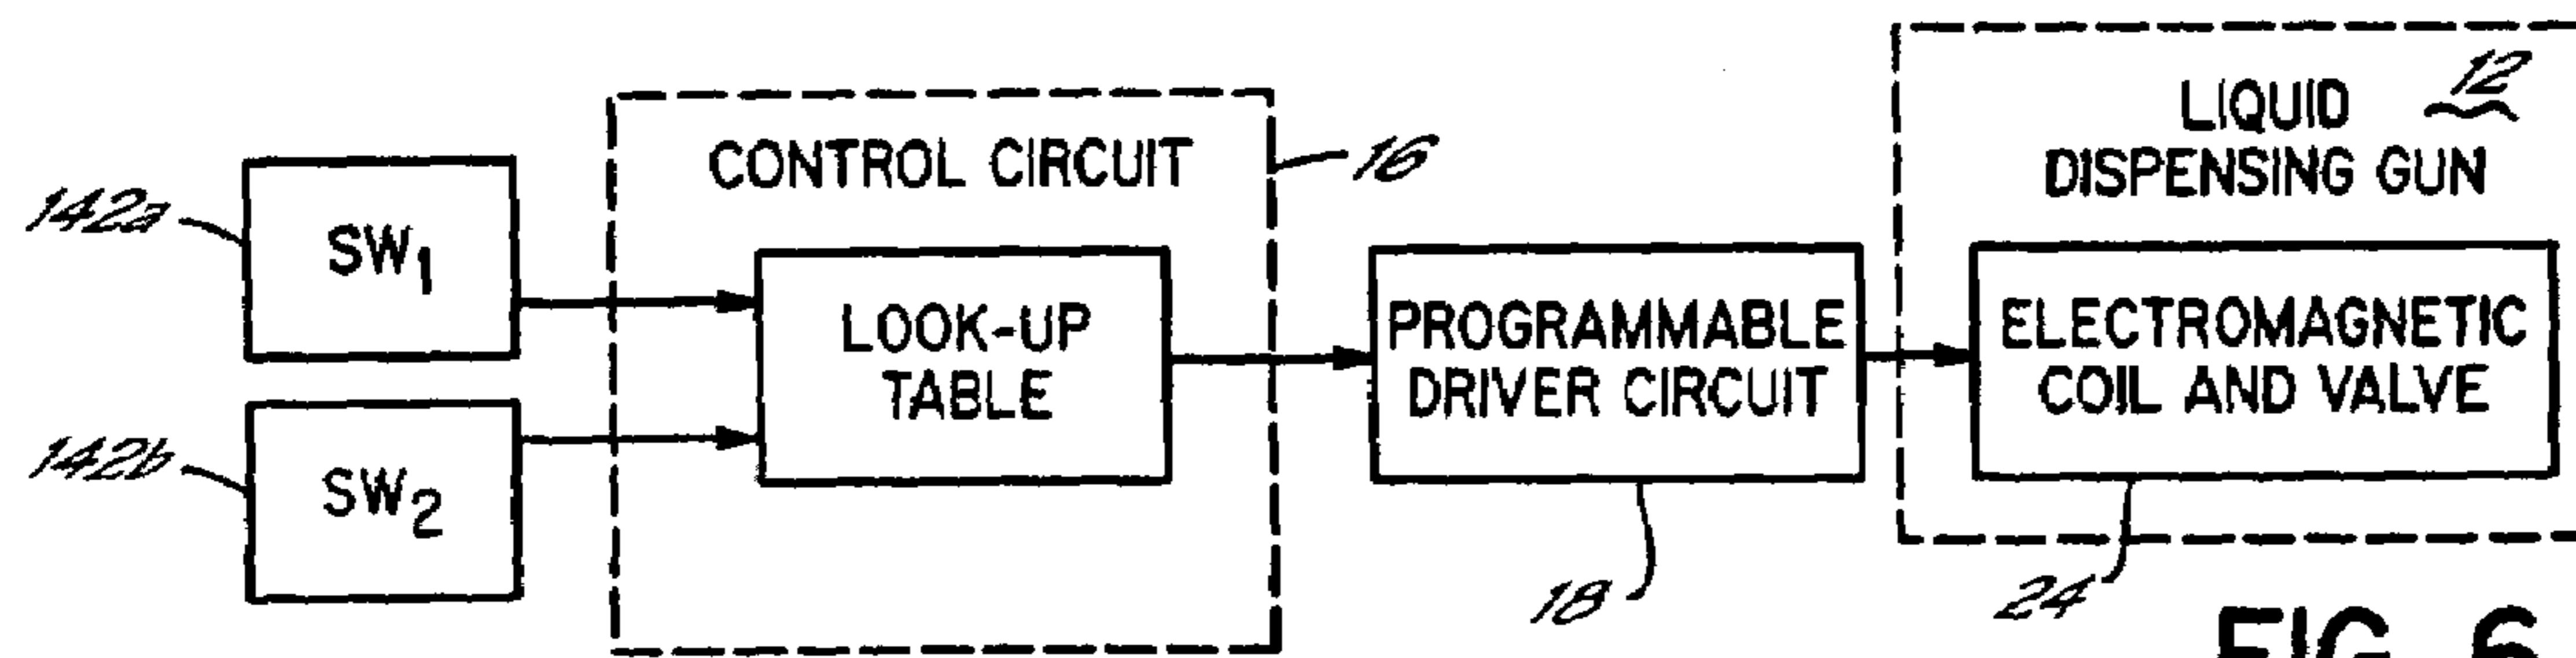 142a
SW1
142b
SW2
CONTROL CIRCUIT
16
LOOK-UP
TABLE
PROGRAMMABLE
DRIVER CIRCUIT
18
LIQUID
12
DISPENSING GUN
ELECTROMAGNETIC
COIL AND VALVE
24
FIG. 6